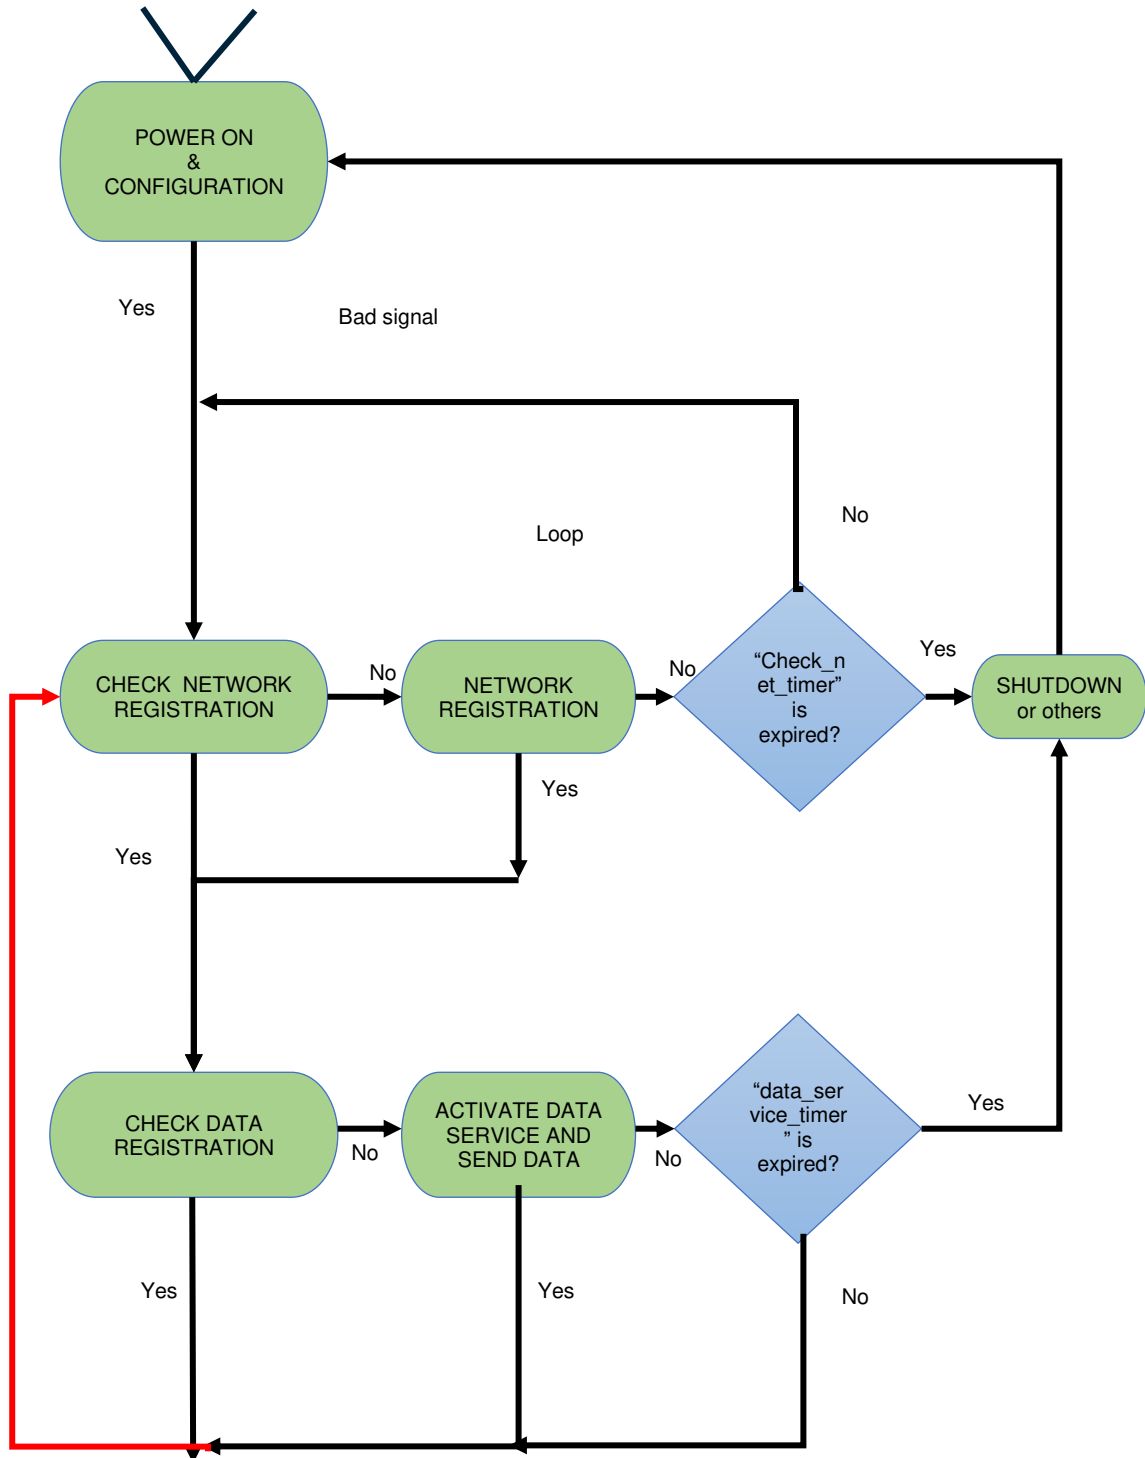 POWER ON
&
CONFIGURATION
Yes
Bad signal
No
Loop
CHECK  NETWORK
REGISTRATION
No
NETWORK
REGISTRATION
No
“Check_n
et_timer”
is
expired?
Yes
SHUTDOWN
or others
Yes
Yes
CHECK DATA
REGISTRATION
No
ACTIVATE DATA
SERVICE AND
SEND DATA
No
“data_ser
vice_timer
” is
expired?
Yes
Yes
Yes
No